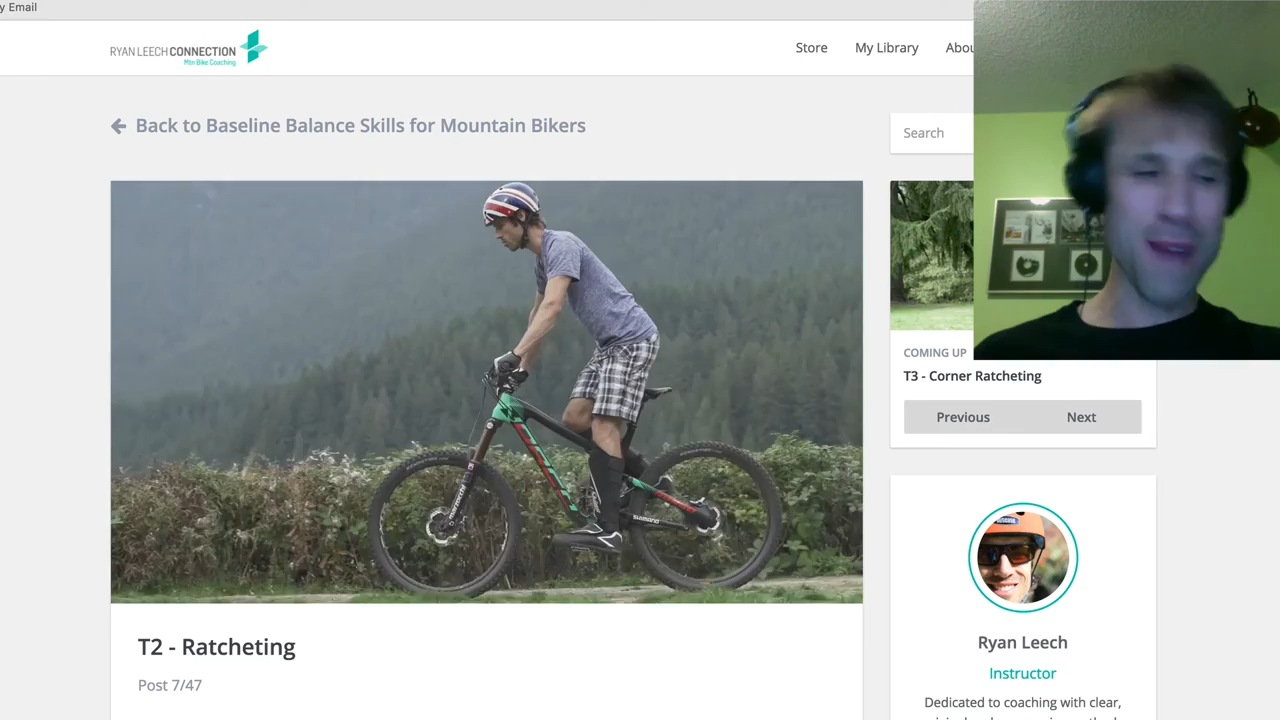 y Email
RYAN LEECH CONNECTION
Mtn Bike Coaching
Store
My Library
Abou
Back to Baseline Balance Skills for Mountain Bikers
Search
COMING UP
T3 - Corner Ratcheting
Previous
Next
T2 - Ratcheting
Post 7/47
Ryan Leech
Instructor
Dedicated to coaching with clear,
SHIMANO